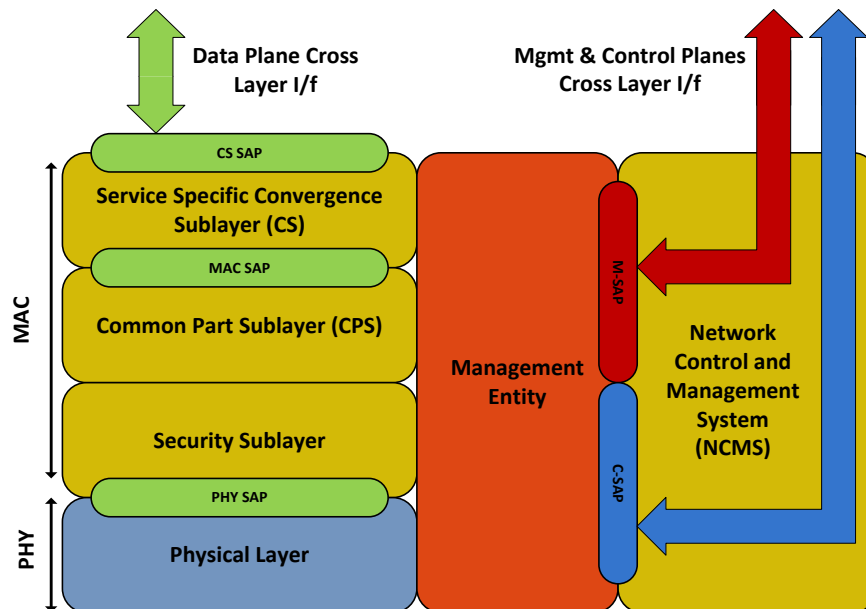 Data Plane Cross
Layer I/f
Mgmt & Control Planes
Cross Layer I/f
CS SAP
Service Specific Convergence
Sublayer (CS)
MAC SAP
Common Part Sublayer (CPS)
Security Sublayer
PHY SAP
Physical Layer
MAC
PHY
Management
Entity
M-SAP
C-SAP
Network
Control and
Management
System
(NCMS)